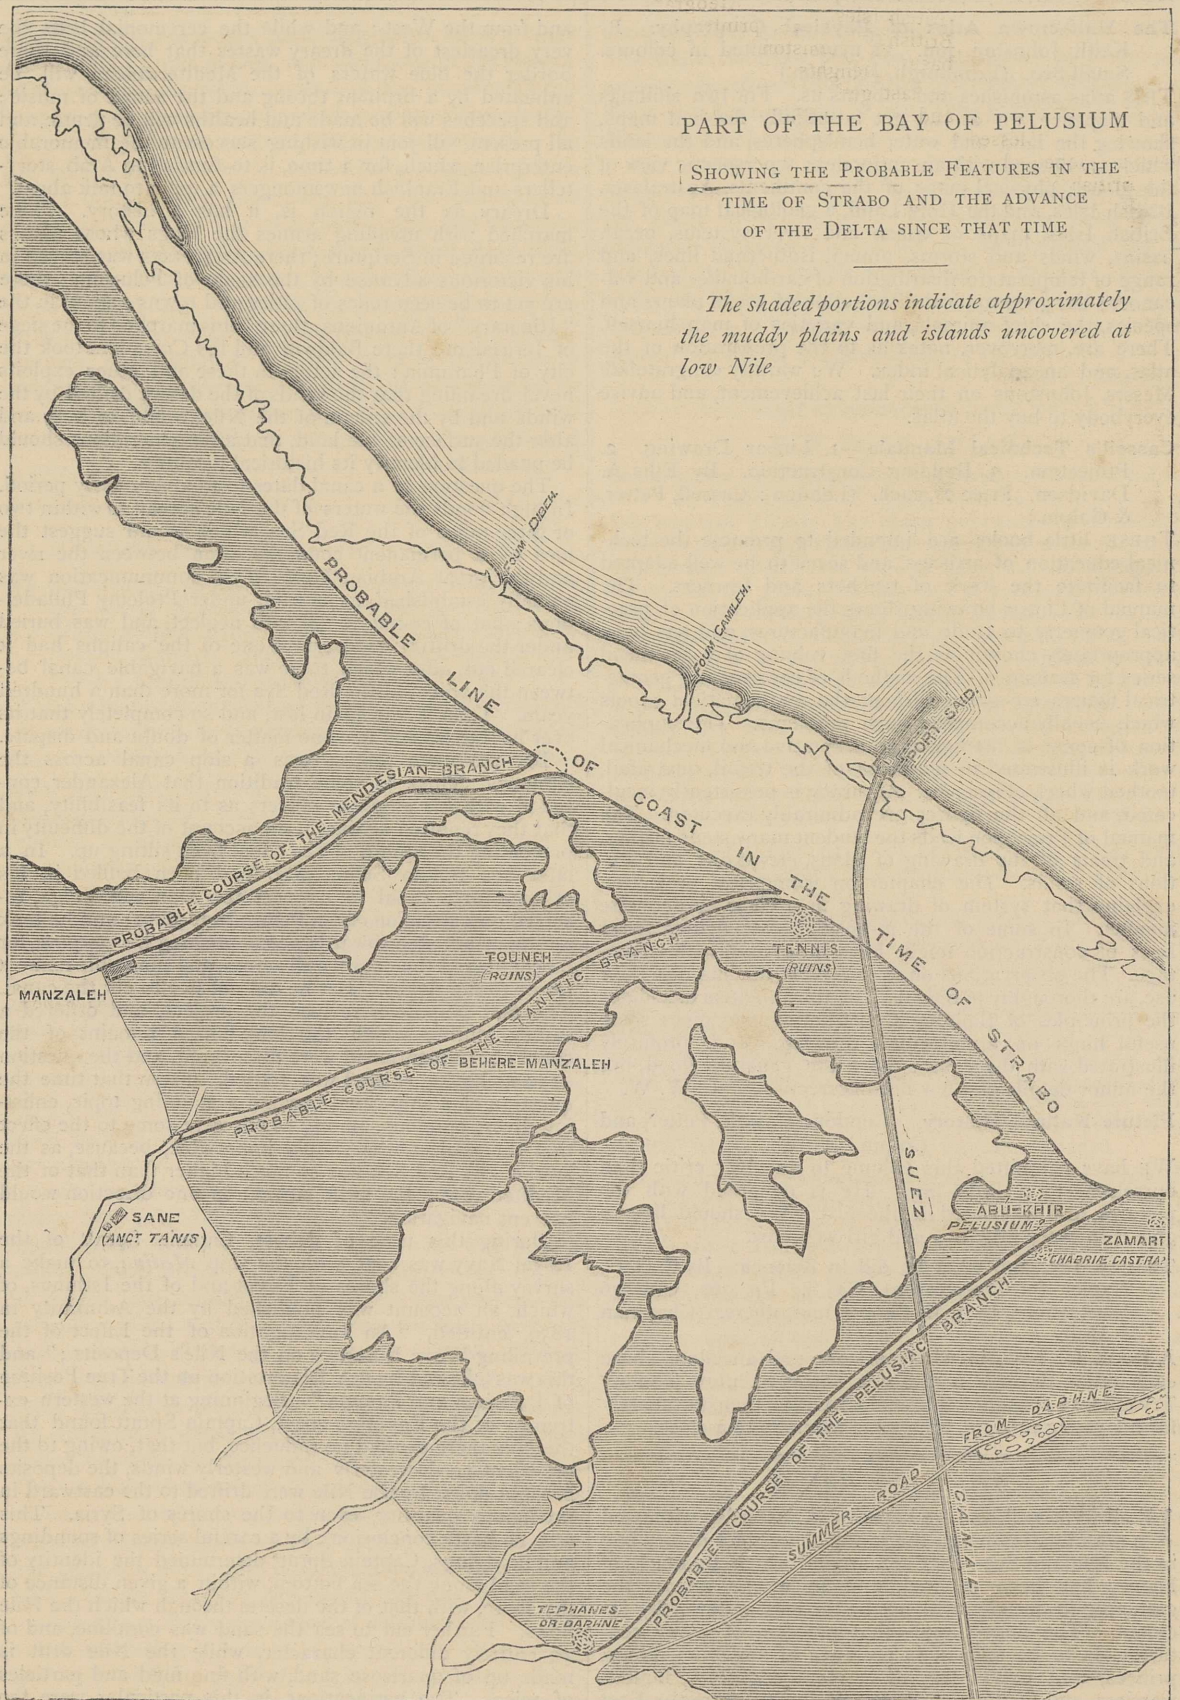 PART OF THE BAY OF PELUSIUM
SHOWING THE PROBABLE FEATURES IN THE
TIME OF STRABO AND THE ADVANCE
OF THE DELTA SINCE THAT TIME
The shaded portions indicate approximately
the muddy plains and islands uncovered at
low Nile
FOUM DIBEH.
FOUM GAMILEH.
PORT SAID.
PROBABLE LINE OF COAST IN THE TIME OF STRABO
PROBABLE COURSE OF THE MENDESIAN BRANCH
MANZALEH
TOUNEH
(RUINS)
TENNIS
(RUINS)
PROBABLE COURSE OF THE TANITIC BRANCH
BEHERE MANZALEH
SANE
(ANCT TANIS)
SUEZ CANAL
ABU-KHIR
PELUSIUM?
ZAMART
CHABRIÆ CASTRA?
PROBABLE COURSE OF THE PELUSIAC BRANCH
SUMMER ROAD FROM DAPHNE
TEPHANES
OR DAPHNE